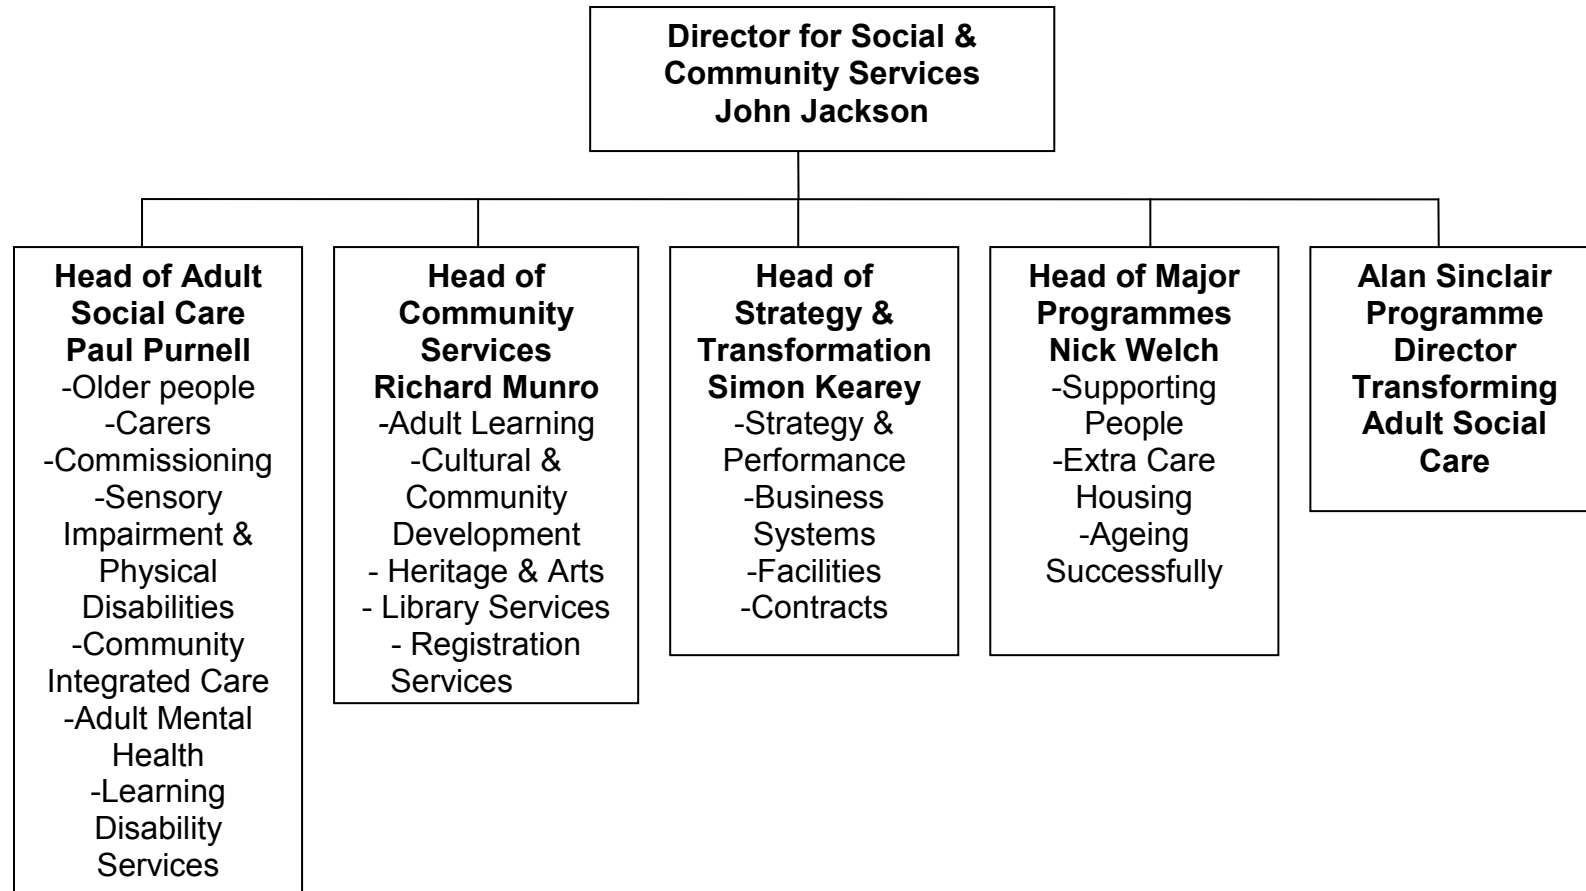 Director for Social &
Community Services
John Jackson
Head of Adult
Social Care
Paul Purnell
-Older people
-Carers
-Commissioning
-Sensory
Impairment &
Physical
Disabilities
-Community
Integrated Care
-Adult Mental
Health
-Learning
Disability
Services
Head of
Community
Services
Richard Munro
-Adult Learning
-Cultural &
Community
Development
- Heritage & Arts
- Library Services
- Registration
Services
Head of
Strategy &
Transformation
Simon Kearey
-Strategy &
Performance
-Business
Systems
-Facilities
-Contracts
Head of Major
Programmes
Nick Welch
-Supporting
People
-Extra Care
Housing
-Ageing
Successfully
Alan Sinclair
Programme
Director
Transforming
Adult Social
Care